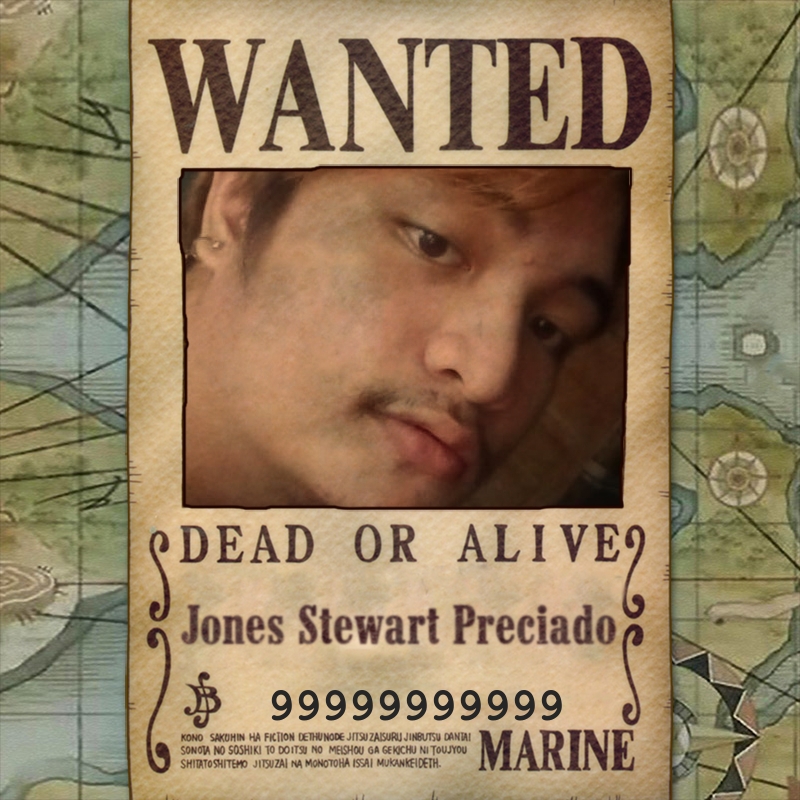 WANTED
DEAD OR ALIVE
Jones Stewart Preciado
99999999999
KONO SAKUHIN HA FICTION DETHUNODE JITSUZAISURU JINBUTSU DANTAI
SONOTA NO SOSHIKI TO DOITSU NO MEISHOU GA GEKICHU NI TOUJYOU
SHITATOSHITEMO JITSUZAI NA MONOTOHA ISSAI MUKANKEIDETH.
MARINE